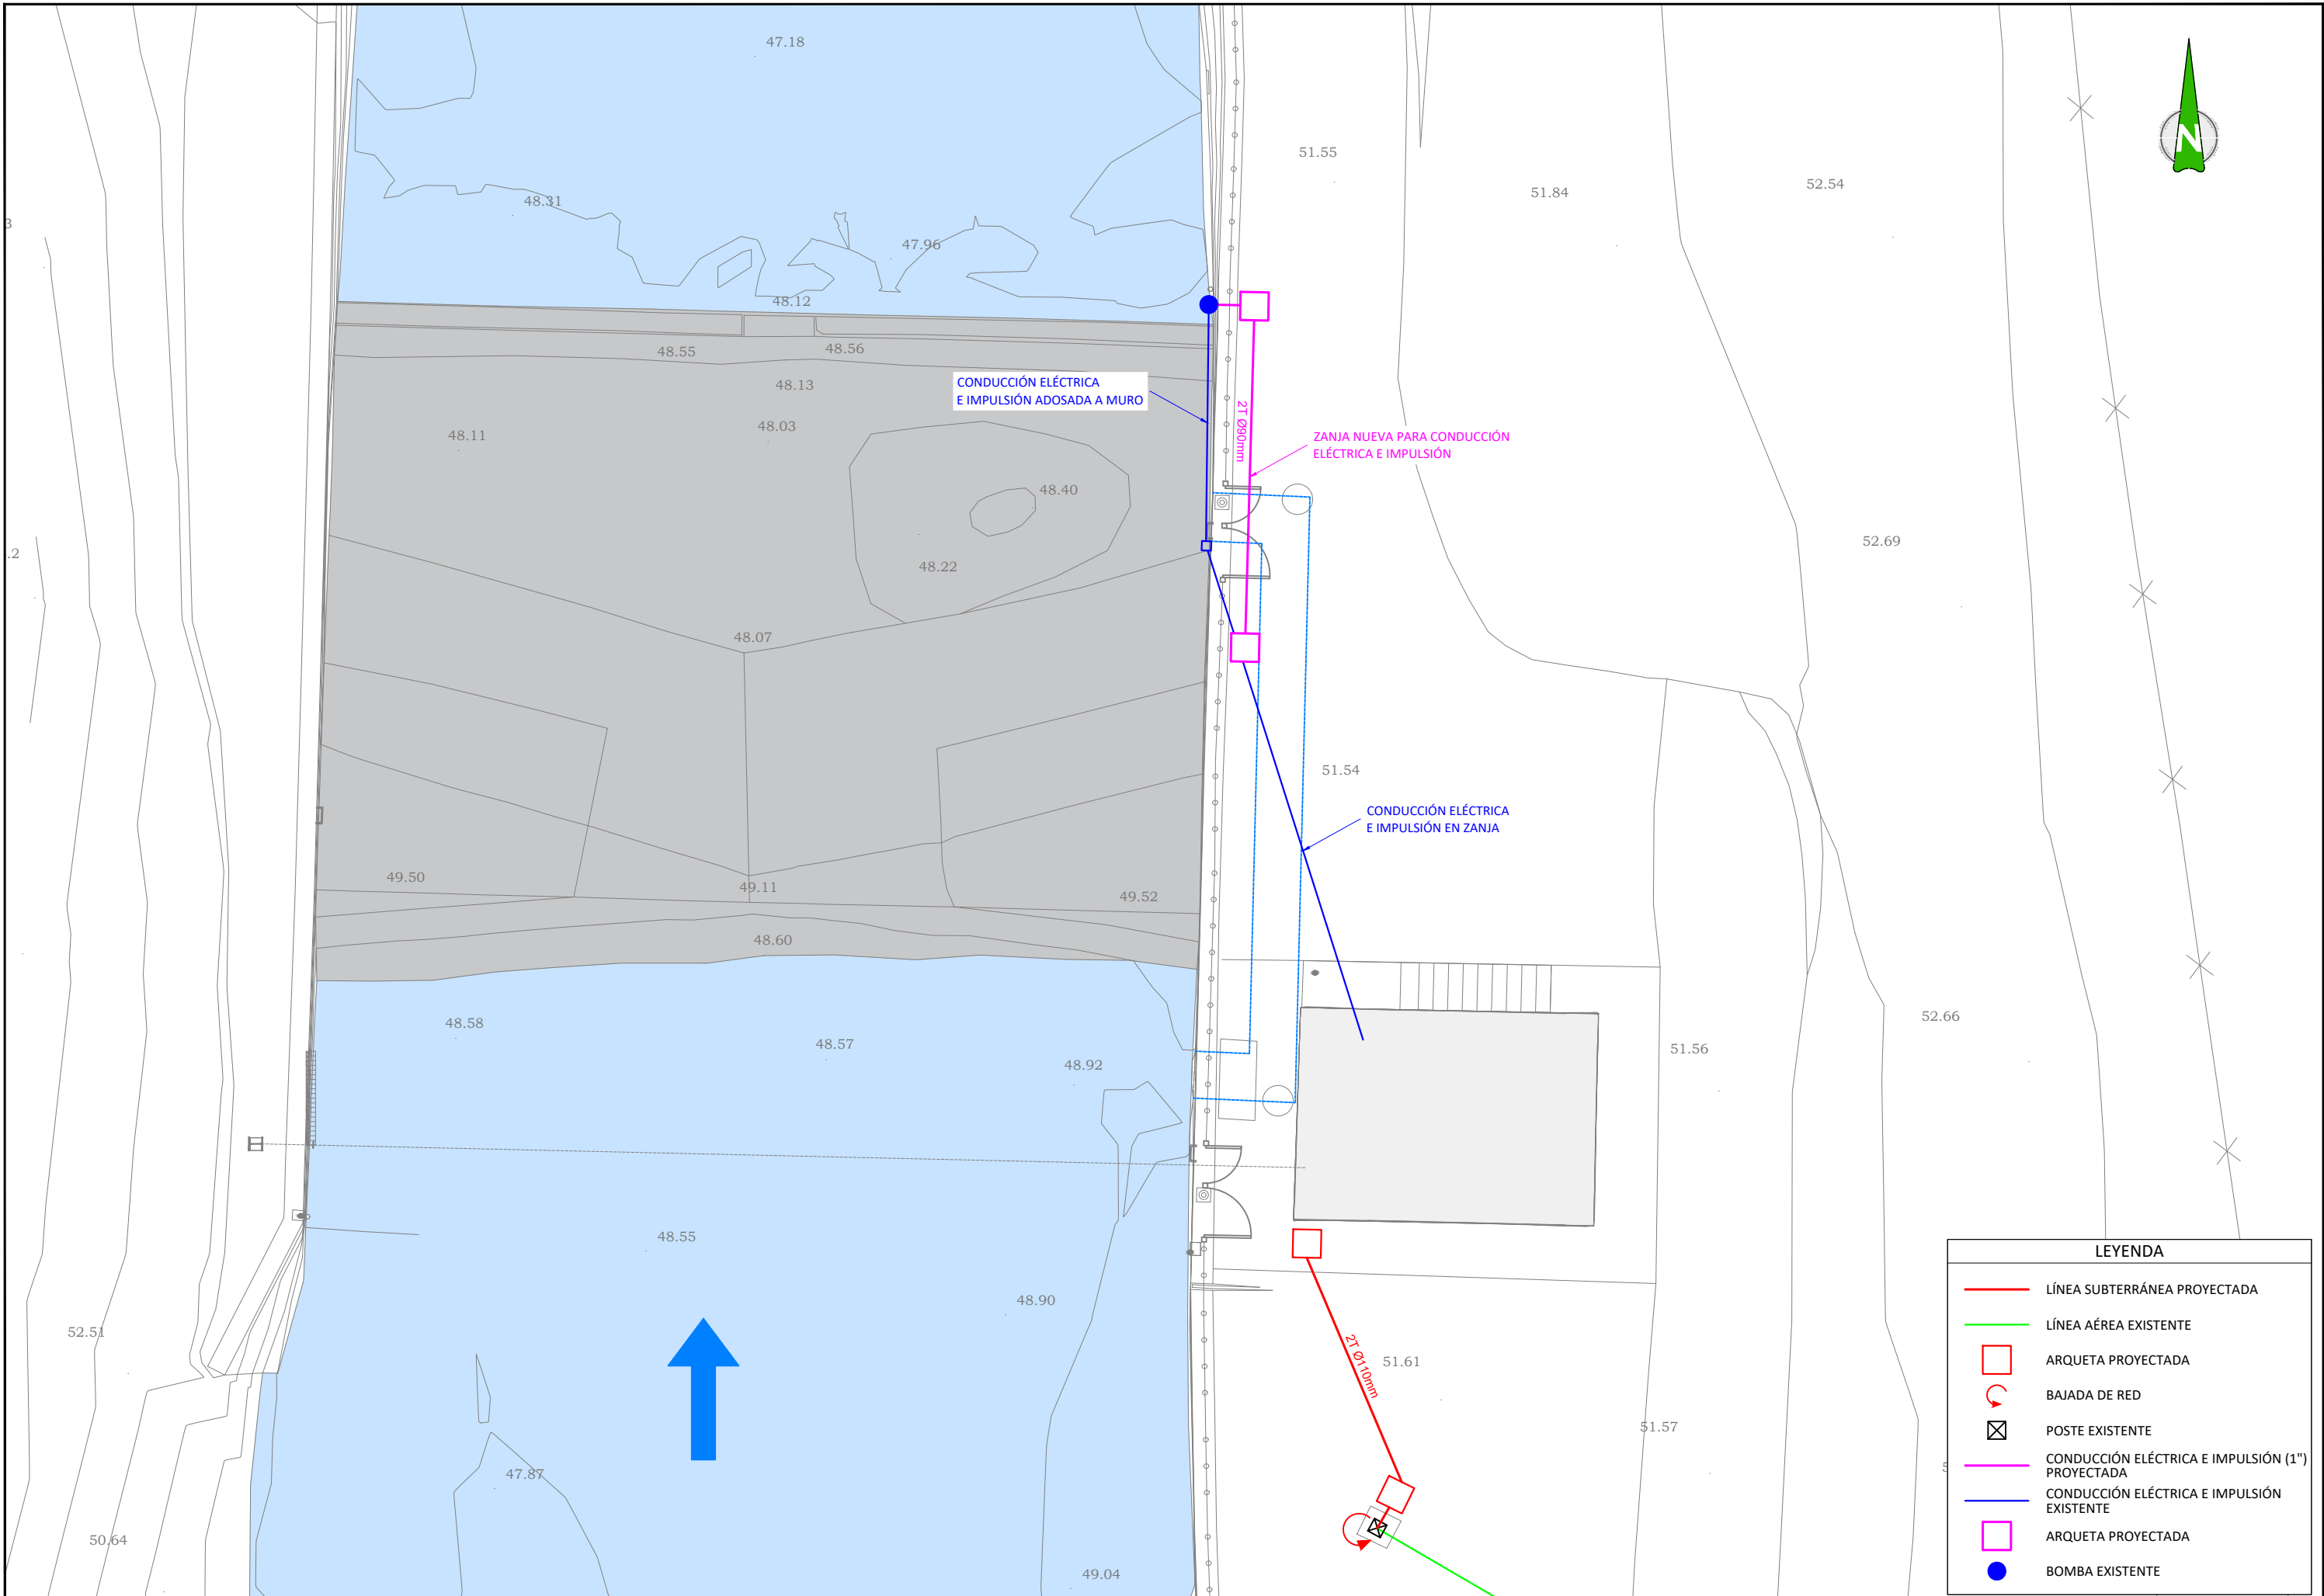 47.18
N
51.55
51.84
52.54
48.31
3
47.96
48.12
48.55
48.56
48.13
CONDUCCIÓN ELÉCTRICA
E IMPULSIÓN ADOSADA A MURO
2T Ø90mm
48.11
48.03
ZANJA NUEVA PARA CONDUCCIÓN
ELÉCTRICA E IMPULSIÓN
48.40
.2
52.69
48.22
48.07
51.54
CONDUCCIÓN ELÉCTRICA
E IMPULSIÓN EN ZANJA
49.50
49.11
49.52
48.60
48.58
48.57
48.92
52.66
51.56
48.55
48.90
52.51
2T Ø110mm
51.61
51.57
47.87
50.64
49.04
LEYENDA
LÍNEA SUBTERRÁNEA PROYECTADA
LÍNEA AÉREA EXISTENTE
ARQUETA PROYECTADA
BAJADA DE RED
POSTE EXISTENTE
CONDUCCIÓN ELÉCTRICA E IMPULSIÓN (1")
PROYECTADA
CONDUCCIÓN ELÉCTRICA E IMPULSIÓN
EXISTENTE
ARQUETA PROYECTADA
BOMBA EXISTENTE